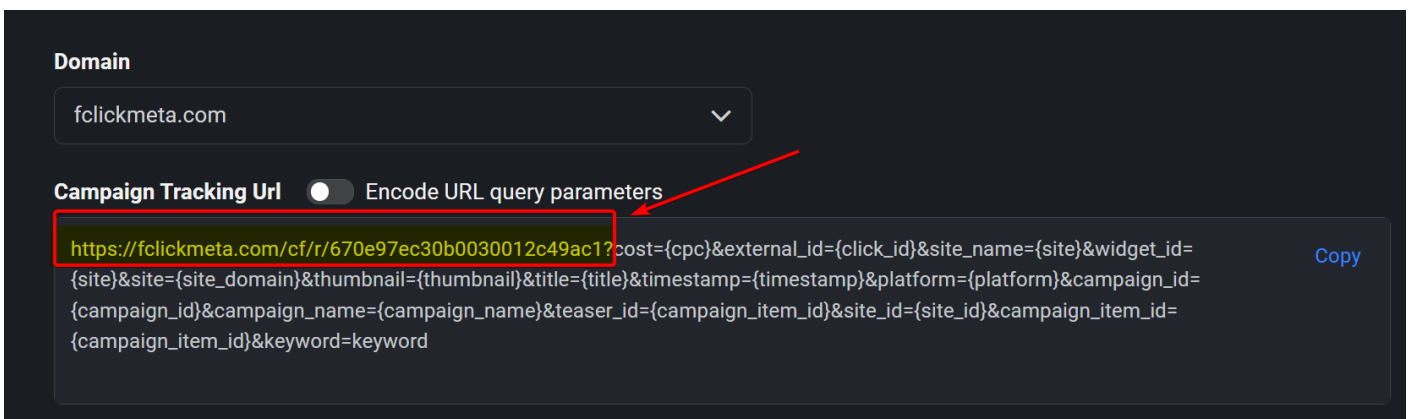 Domain
fclickmeta.com
Campaign Tracking Url Encode URL query parameters
https://fclickmeta.com/cf/r/670e97ec30b0030012c49ac1?cost={cpc}&external_id={click_id}&site_name={site}&widget_id=
{site}&site={site_domain}&thumbnail={thumbnail}&title={title}&timestamp={timestamp}&platform={platform}&campaign_id=
{campaign_id}&campaign_name={campaign_name}&teaser_id={campaign_item_id}&site_id={site_id}&campaign_item_id=
{campaign_item_id}&keyword=keyword
Copy